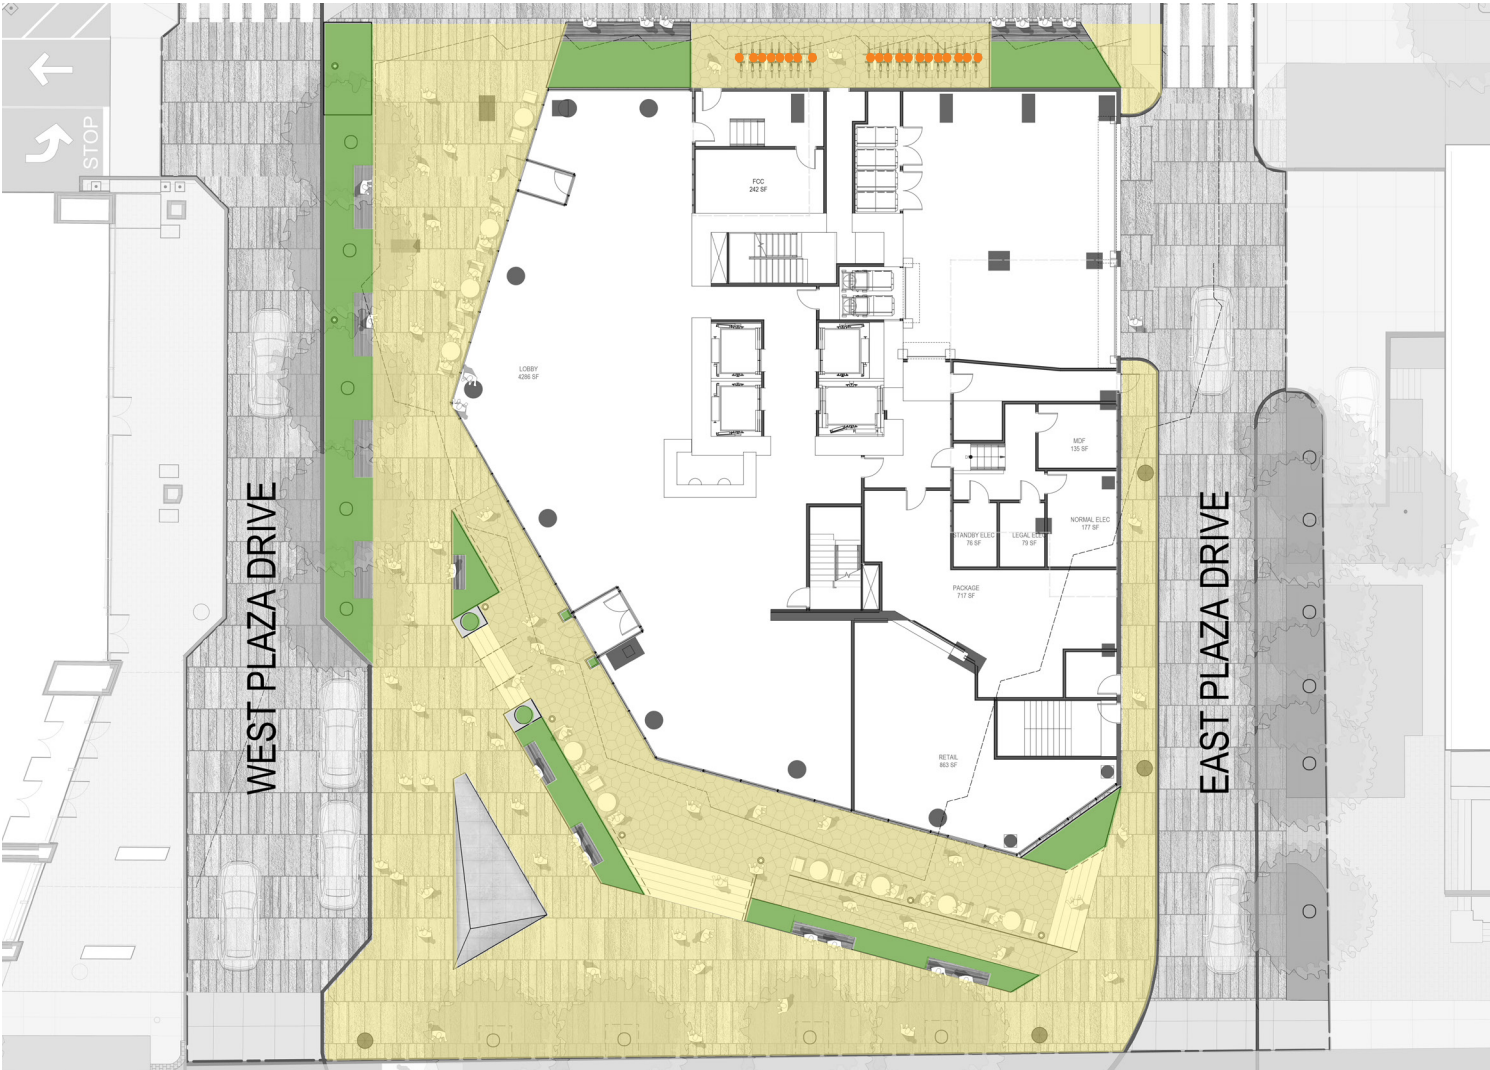 STOP
FCC
242 SF
LOBBY
4286 SF
MDF
135 SF
NORMAL ELEC
177 SF
STANDBY ELEC
76 SF
LEGAL ELEC
79 SF
PACKAGE
717 SF
RETAIL
863 SF
WEST PLAZA DRIVE
EAST PLAZA DRIVE